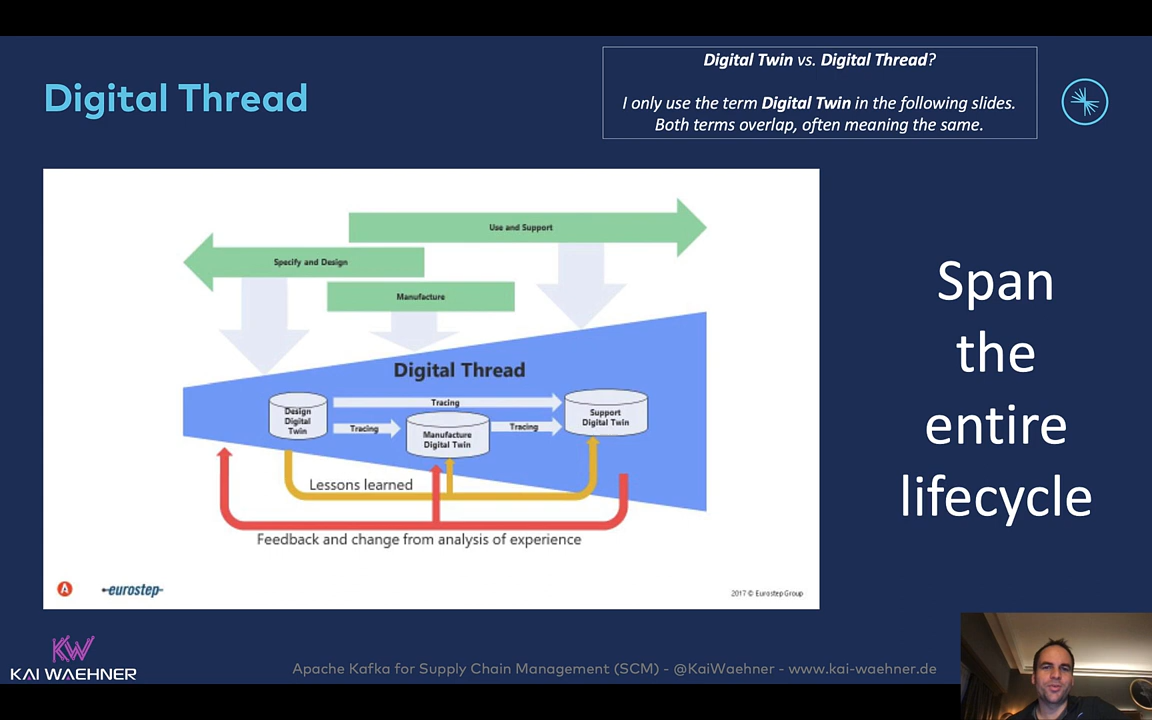 Digital Thread
Digital Twin vs. Digital Thread?
I only use the term Digital Twin in the following slides.
Both terms overlap, often meaning the same.
Use and Support
Specify and Design
Manufacture
Digital Thread
Design
Digital
Twin
Tracing
Tracing
Manufacture
Digital Twin
Tracing
Support
Digital Twin
Lessons learned
Feedback and change from analysis of experience
A
eurostep
2017 © Eurostep Group
Span
the
entire
lifecycle
KW
KAI WAEHNER
Apache Kafka for Supply Chain Management (SCM) - @KaiWaehner - www.kai-waehner.de